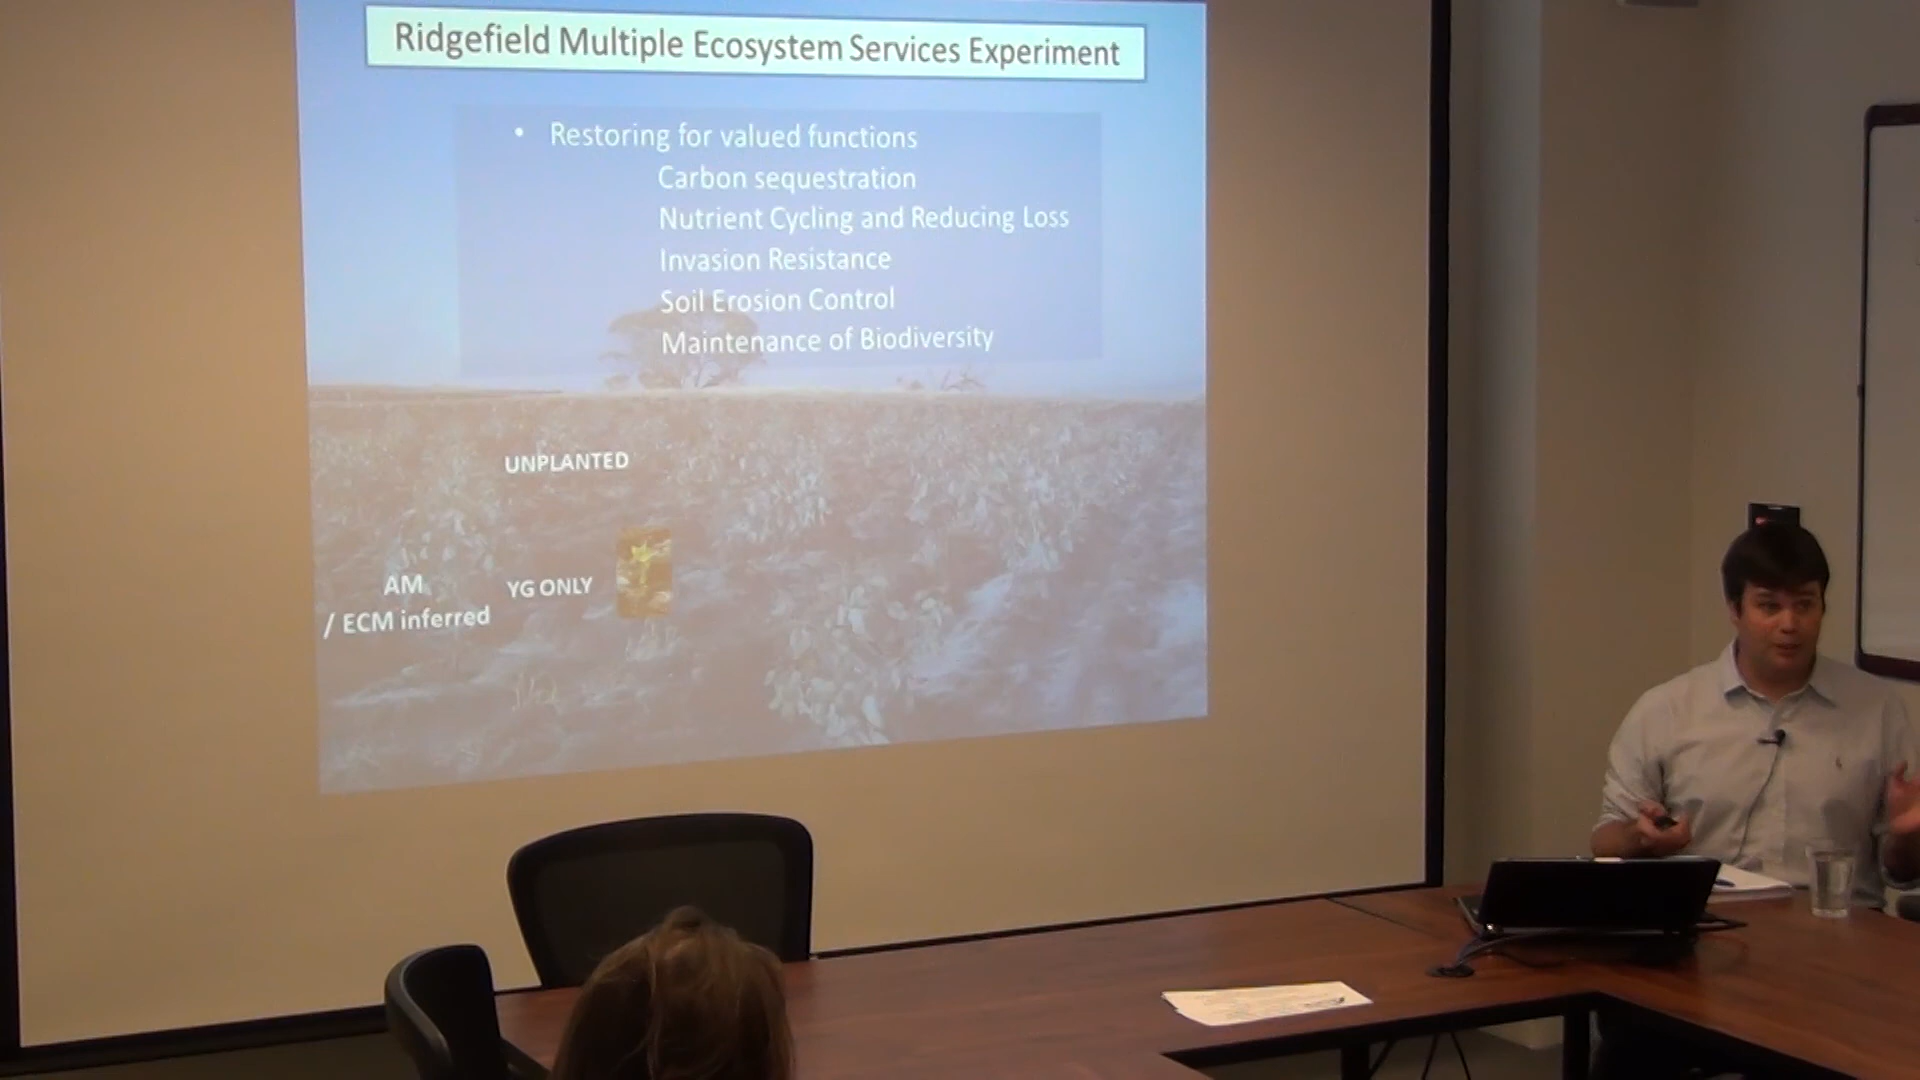 Ridgefield Multiple Ecosystem Services Experiment
• Restoring for valued functions
Carbon sequestration
Nutrient Cycling and Reducing Loss
Invasion Resistance
Soil Erosion Control
Maintenance of Biodiversity
UNPLANTED
AM
/ ECM inferred
YG ONLY